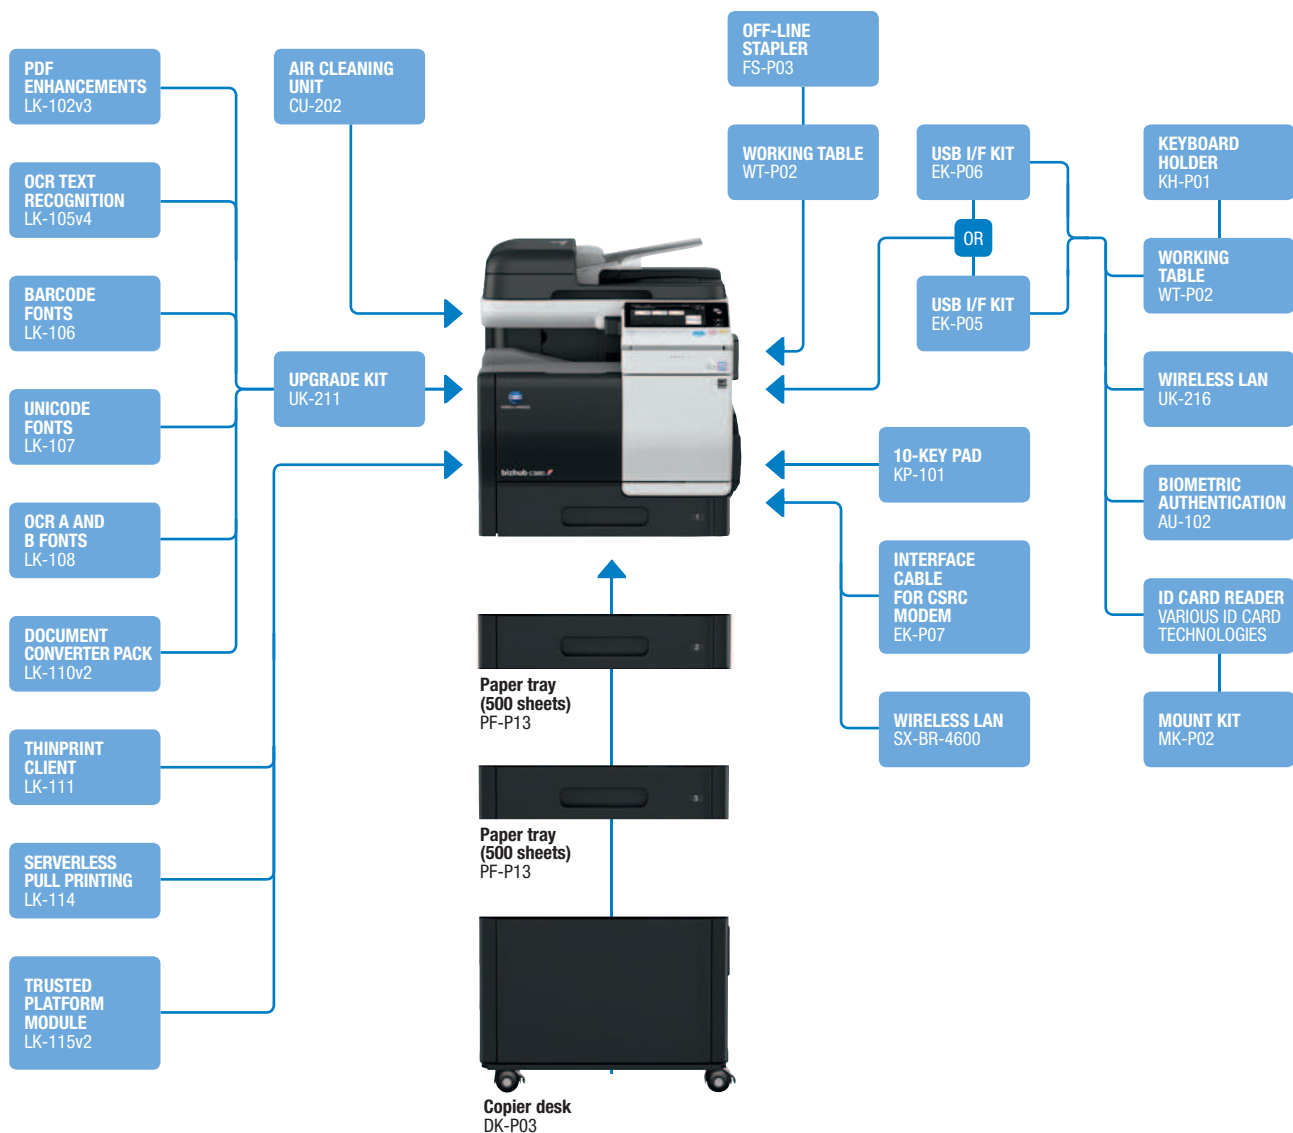 PDF
ENHANCEMENTS
LK-102v3
OCR TEXT
RECOGNITION
LK-105v4
BARCODE
FONTS
LK-106
UNICODE
FONTS
LK-107
OCR A AND
B FONTS
LK-108
DOCUMENT
CONVERTER PACK
LK-110v2
THINPRINT
CLIENT
LK-111
SERVERLESS
PULL PRINTING
LK-114
TRUSTED
PLATFORM
MODULE
LK-115v2
AIR CLEANING
UNIT
CU-202
UPGRADE KIT
UK-211
bizhub
1
2
Paper tray
(500 sheets)
PF-P13
3
Paper tray
(500 sheets)
PF-P13
Copier desk
DK-P03
OFF-LINE
STAPLER
FS-P03
WORKING TABLE
WT-P02
USB I/F KIT
EK-P06
OR
USB I/F KIT
EK-P05
10-KEY PAD
KP-101
INTERFACE
CABLE
FOR CSRC
MODEM
EK-P07
WIRELESS LAN
SX-BR-4600
KEYBOARD
HOLDER
KH-P01
WORKING
TABLE
WT-P02
WIRELESS LAN
UK-216
BIOMETRIC
AUTHENTICATION
AU-102
ID CARD READER
VARIOUS ID CARD
TECHNOLOGIES
MOUNT KIT
MK-P02